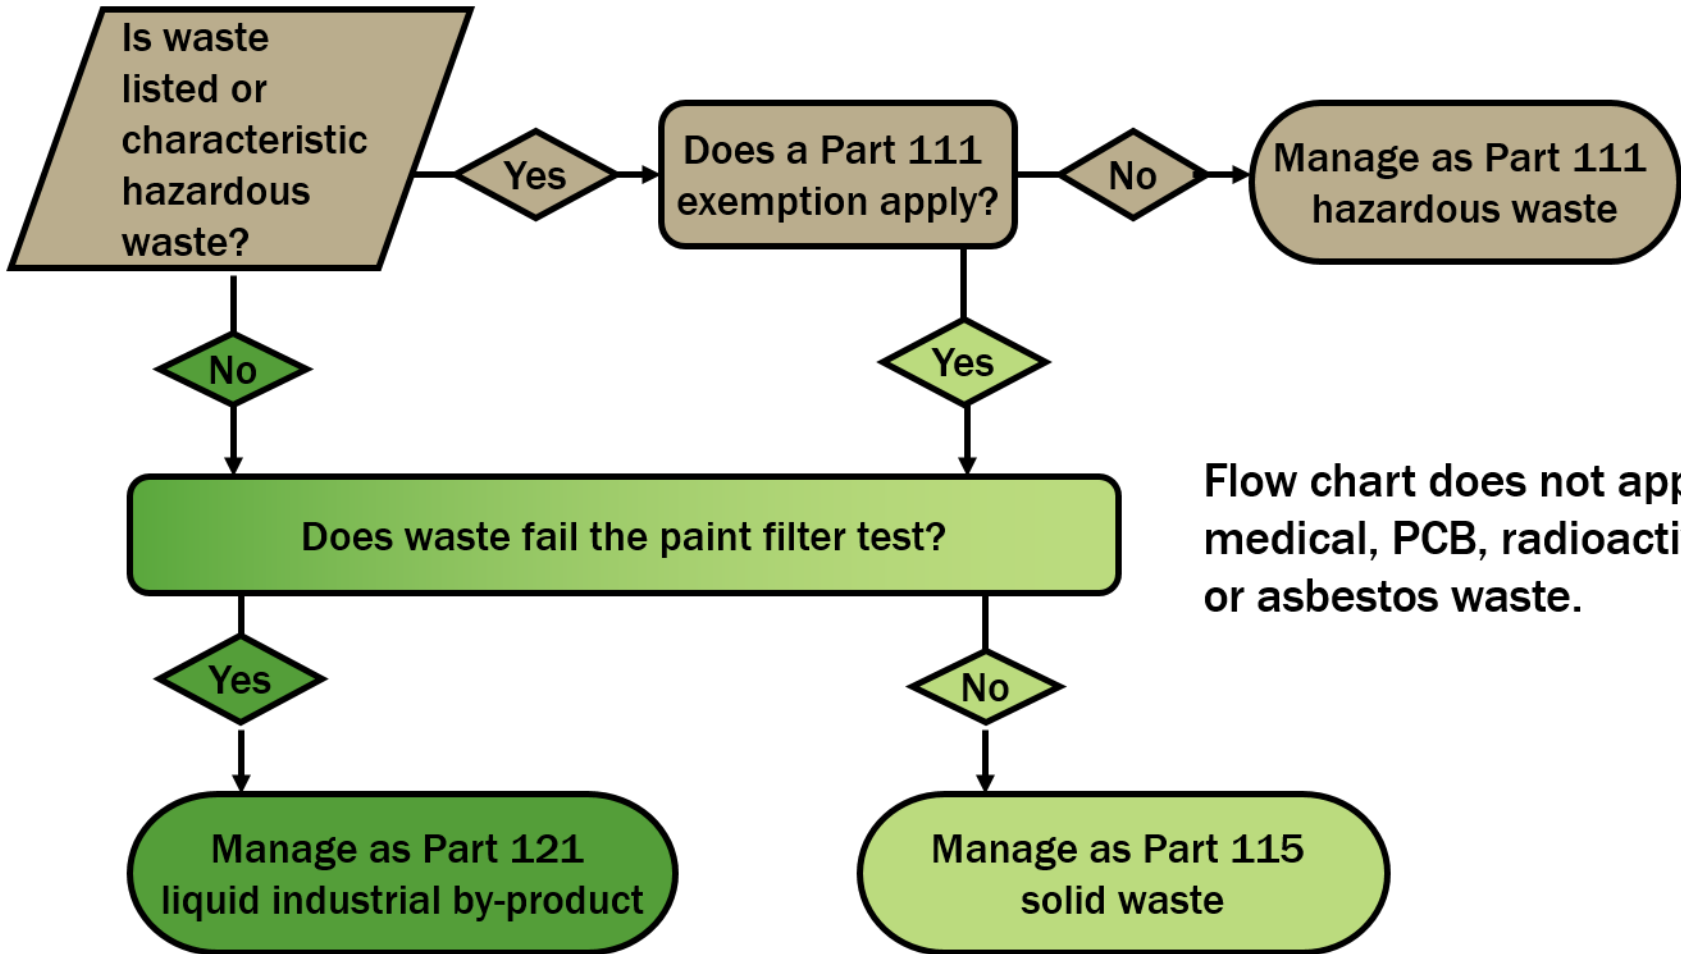 Is waste
listed or
characteristic
hazardous
waste?
Yes
Does a Part 111
exemption apply?
No
Manage as Part 111
hazardous waste
No
Yes
Does waste fail the paint filter test?
Flow chart does not
medical, PCB,
or asbestos waste.
Yes
No
Manage as Part 121
liquid industrial by-product
Manage as Part 115
solid waste